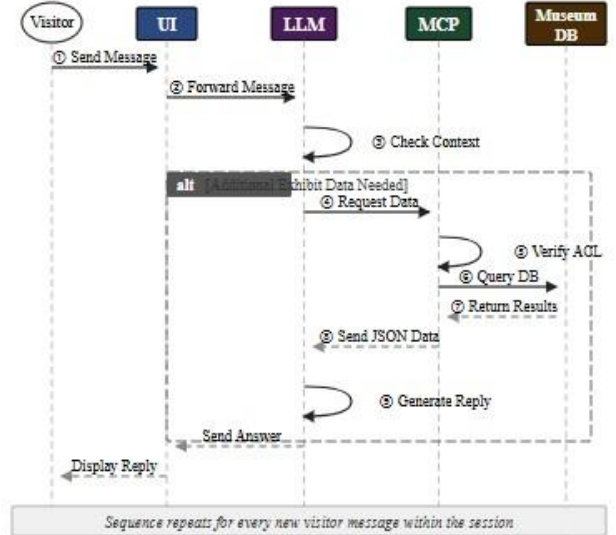 Visitor
UI
LLM
MCP
Museum
DB
① Send Message
② Forward Message
③ Check Context
alt [Additional Exhibit Data Needed]
④ Request Data
⑤ Verify ACL
⑥ Query DB
⑦ Return Results
⑧ Send JSON Data
⑨ Generate Reply
Send Answer
Display Reply
Sequence repeats for every new visitor message within the session